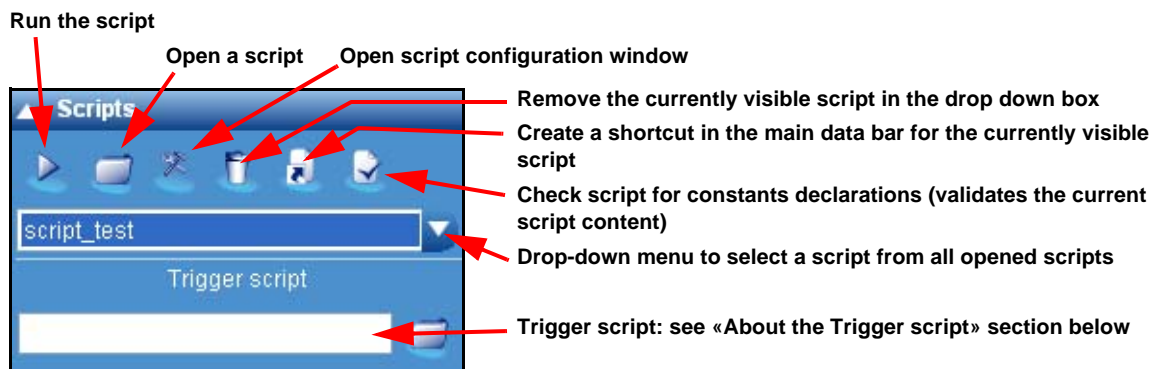 Run the script
Open a script
Open script configuration window
Scripts
Remove the currently visible script in the drop down box
Create a shortcut in the main data bar for the currently visible
script
Check script for constants declarations (validates the current
script content)
script_test
Drop-down menu to select a script from all opened scripts
Trigger script
Trigger script: see «About the Trigger script» section below